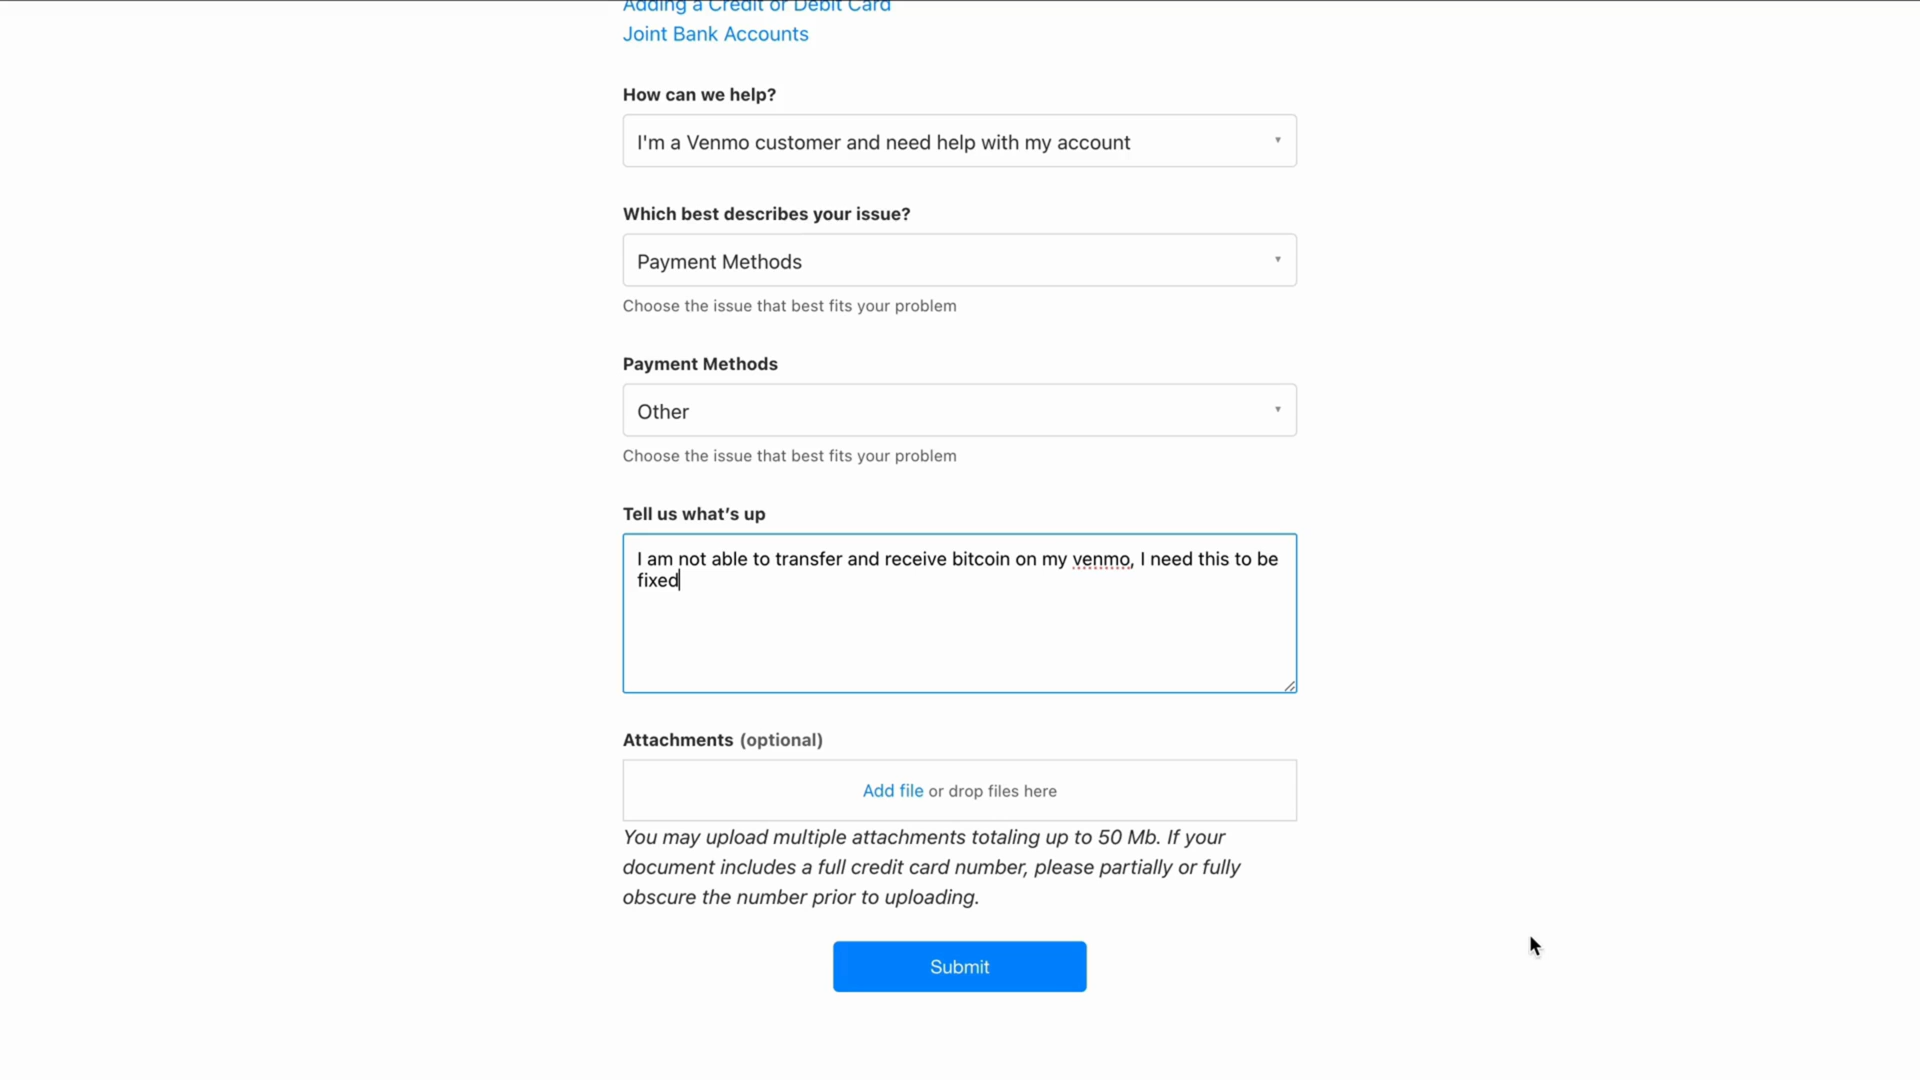 Adding a Credit or Debit Card
Joint Bank Accounts
How can we help?
I'm a Venmo customer and need help with my account
Which best describes your issue?
Payment Methods
Choose the issue that best fits your problem
Payment Methods
Other
Choose the issue that best fits your problem
Tell us what’s up
I am not able to transfer and receive bitcoin on my venmo, I need this to be
fixed
Attachments (optional)
Add file or drop files here
You may upload multiple attachments totaling up to 50 Mb. If your
document includes a full credit card number, please partially or fully
obscure the number prior to uploading.
Submit